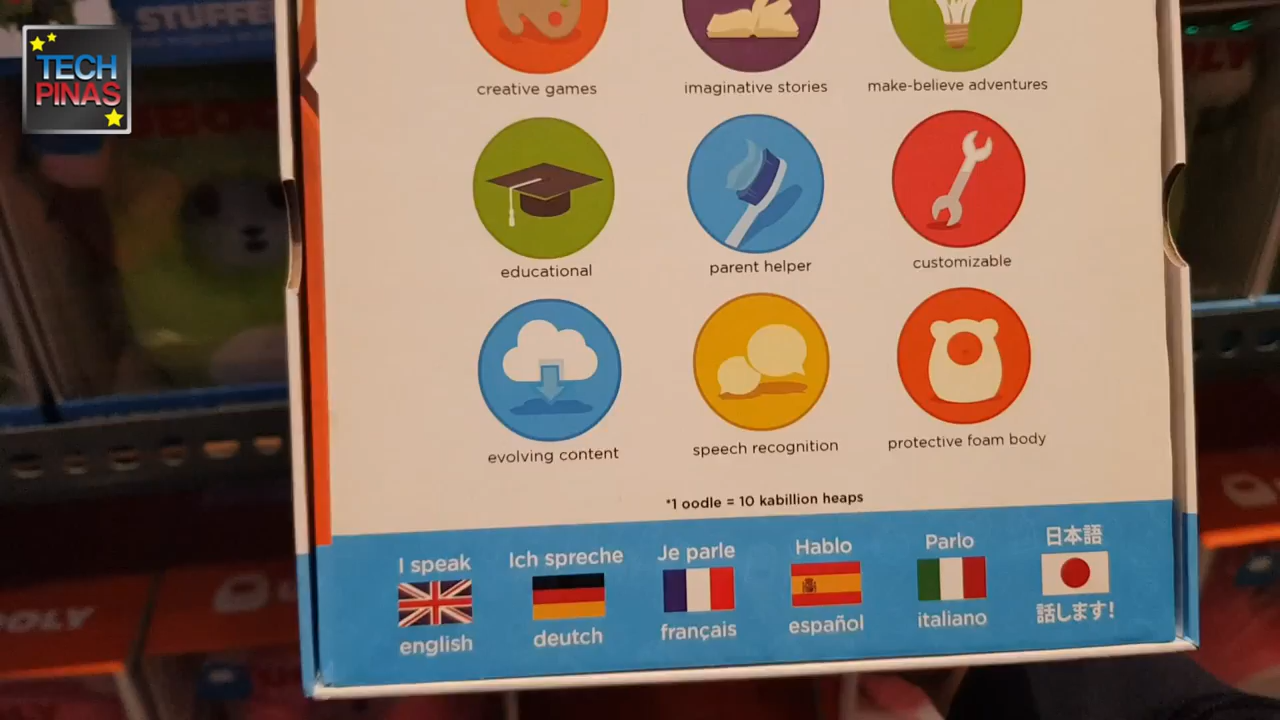 STUFFE
TECH
PINAS
creative games
imaginative stories
make-believe adventures
educational
parent helper
customizable
evolving content
speech recognition
protective foam body
*1 oodle = 10 kabillion heaps
I speak
english
Ich spreche
deutch
Je parle
français
Hablo
español
Parlo
italiano
日本語
話します!
OLY